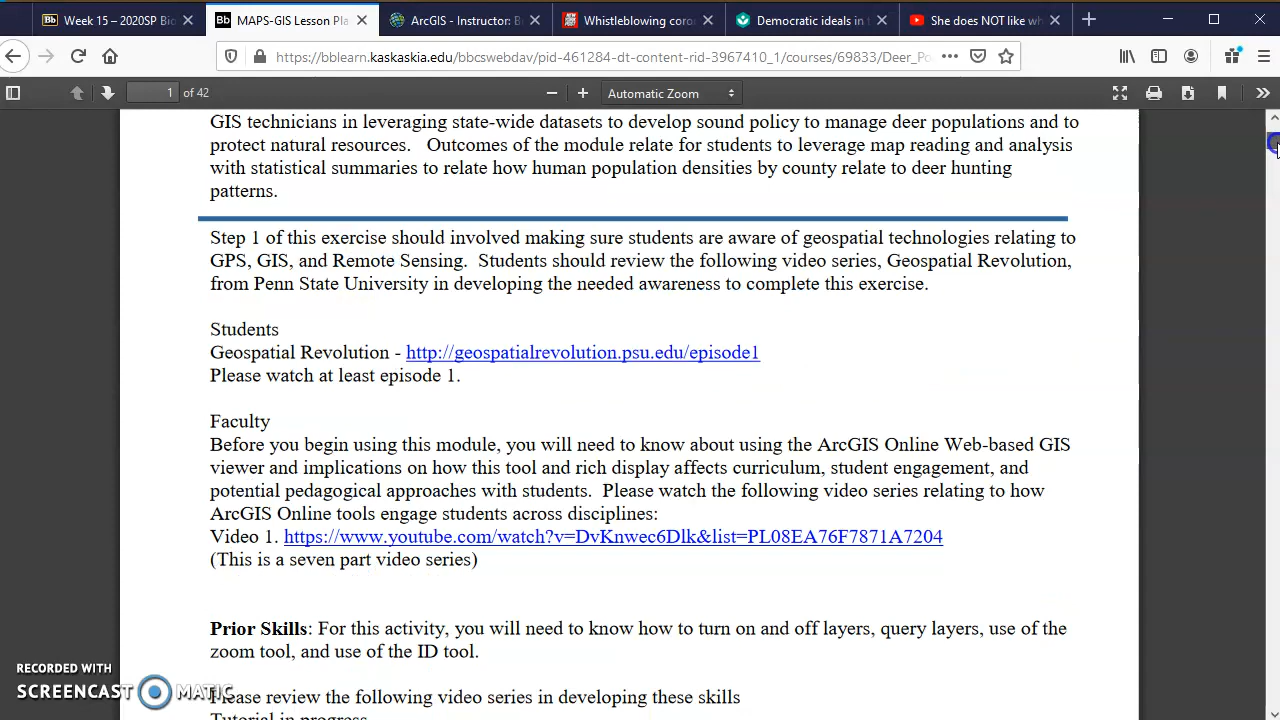 Week 15 – 2020SP Bio
MAPS-GIS Lesson Pla
ArcGIS - Instructor: B
Whistleblowing coro
Democratic ideals in
She does NOT like wh
https://bblearn.kaskaskia.edu/bbcswebdav/pid-461284-dt-content-rid-3967410_1/courses/69833/Deer_Po
1 of 42
Automatic Zoom
GIS technicians in leveraging state-wide datasets to develop sound policy to manage deer populations and to
protect natural resources. Outcomes of the module relate for students to leverage map reading and analysis
with statistical summaries to relate how human population densities by county relate to deer hunting
patterns.
Step 1 of this exercise should involved making sure students are aware of geospatial technologies relating to
GPS, GIS, and Remote Sensing. Students should review the following video series, Geospatial Revolution,
from Penn State University in developing the needed awareness to complete this exercise.
Students
Geospatial Revolution - http://geospatialrevolution.psu.edu/episode1
Please watch at least episode 1.
Faculty
Before you begin using this module, you will need to know about using the ArcGIS Online Web-based GIS
viewer and implications on how this tool and rich display affects curriculum, student engagement, and
potential pedagogical approaches with students. Please watch the following video series relating to how
ArcGIS Online tools engage students across disciplines:
Video 1. https://www.youtube.com/watch?v=DvKnwec6Dlk&list=PL08EA76F7871A7204
(This is a seven part video series)
Prior Skills: For this activity, you will need to know how to turn on and off layers, query layers, use of the
zoom tool, and use of the ID tool.
Please review the following video series in developing these skills
Tutorial in progress
RECORDED WITH
SCREENCAST MATIC